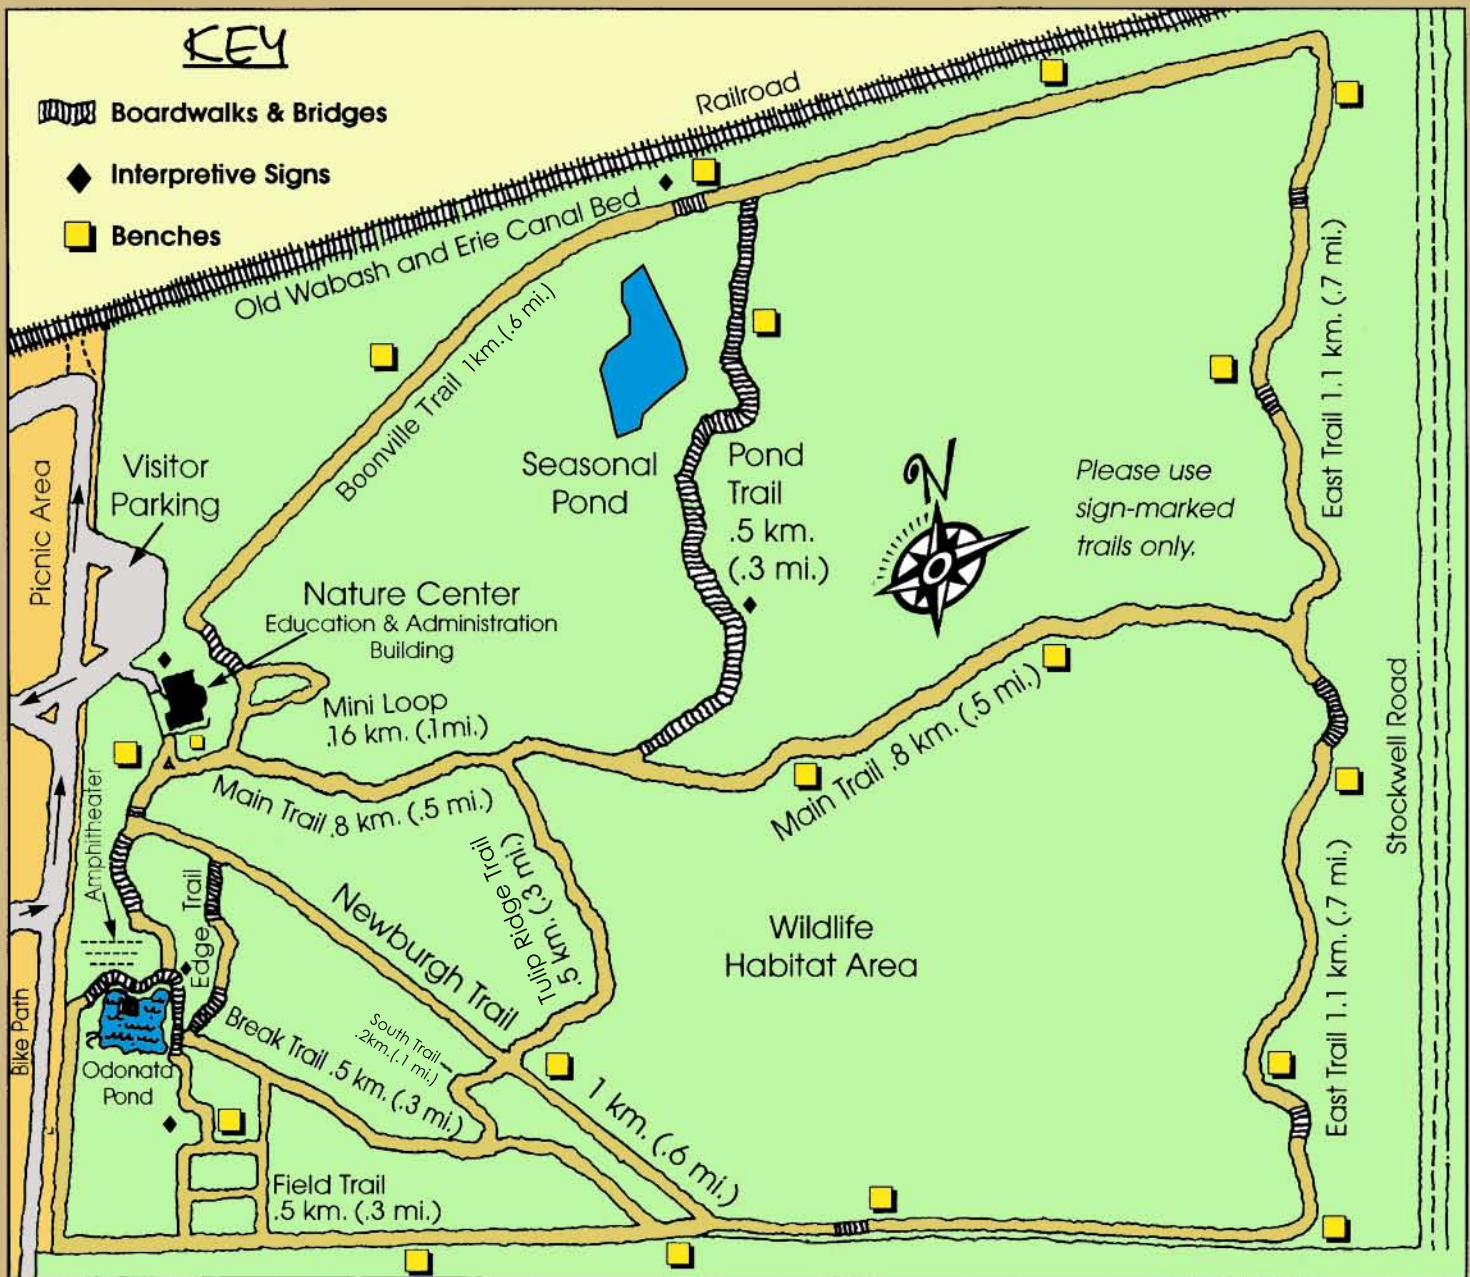 KEY
Boardwalks & Bridges
Interpretive Signs
Benches
Railroad
Old Wabash and Erie Canal Bed
Boonville Trail 1km.(.6 mi.)
Seasonal
Pond
Pond
Trail
.5 km.
(.3 mi.)
N
Please use
sign-marked
trails only.
East Trail 1.1 km. (.7 mi.)
Visitor
Parking
Picnic Area
Nature Center
Education & Administration
Building
Mini Loop
.16 km. (.1mi.)
Main Trail .8 km. (.5 mi.)
Main Trail .8 km. (.5 mi.)
Stockwell Road
Amphitheater
Edge Trail
Newburgh Trail
1 km. (.6 mi.)
Tulip Ridge Trail
.5 km. (.3 mi.)
Wildlife
Habitat Area
East Trail 1.1 km. (.7 mi.)
Bike Path
Odonata
Pond
Break Trail .5 km. (.3 mi.)
South Trail
.2km.(.1 mi.)
Field Trail
.5 km. (.3 mi.)